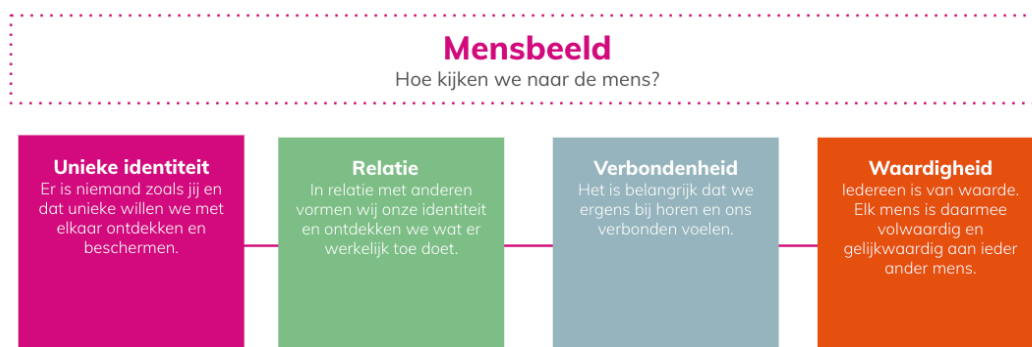 Mensbeeld
Hoe kijken we naar de mens?
Unieke identiteit
Er is niemand zoals jij en
dat unieke willen we met
elkaar ontdekken en
beschermen.
Relatie
In relatie met anderen
vormen wij onze identiteit
en ontdekken we wat er
werkelijk toe doet.
Verbondenheid
Het is belangrijk dat we
ergens bij horen en ons
verbonden voelen.
Waardigheid
Iedereen is van waarde.
Elk mens is daarmee
volwaardig en
gelijkwaardig aan ieder
ander mens.